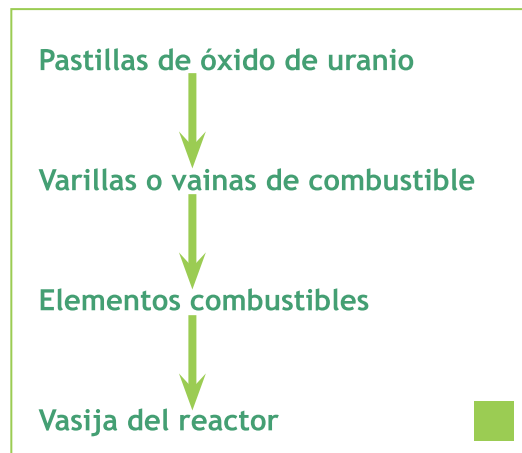 Pastillas de óxido de uranio
Varillas o vainas de combustible
Elementos combustibles
Vasija del reactor